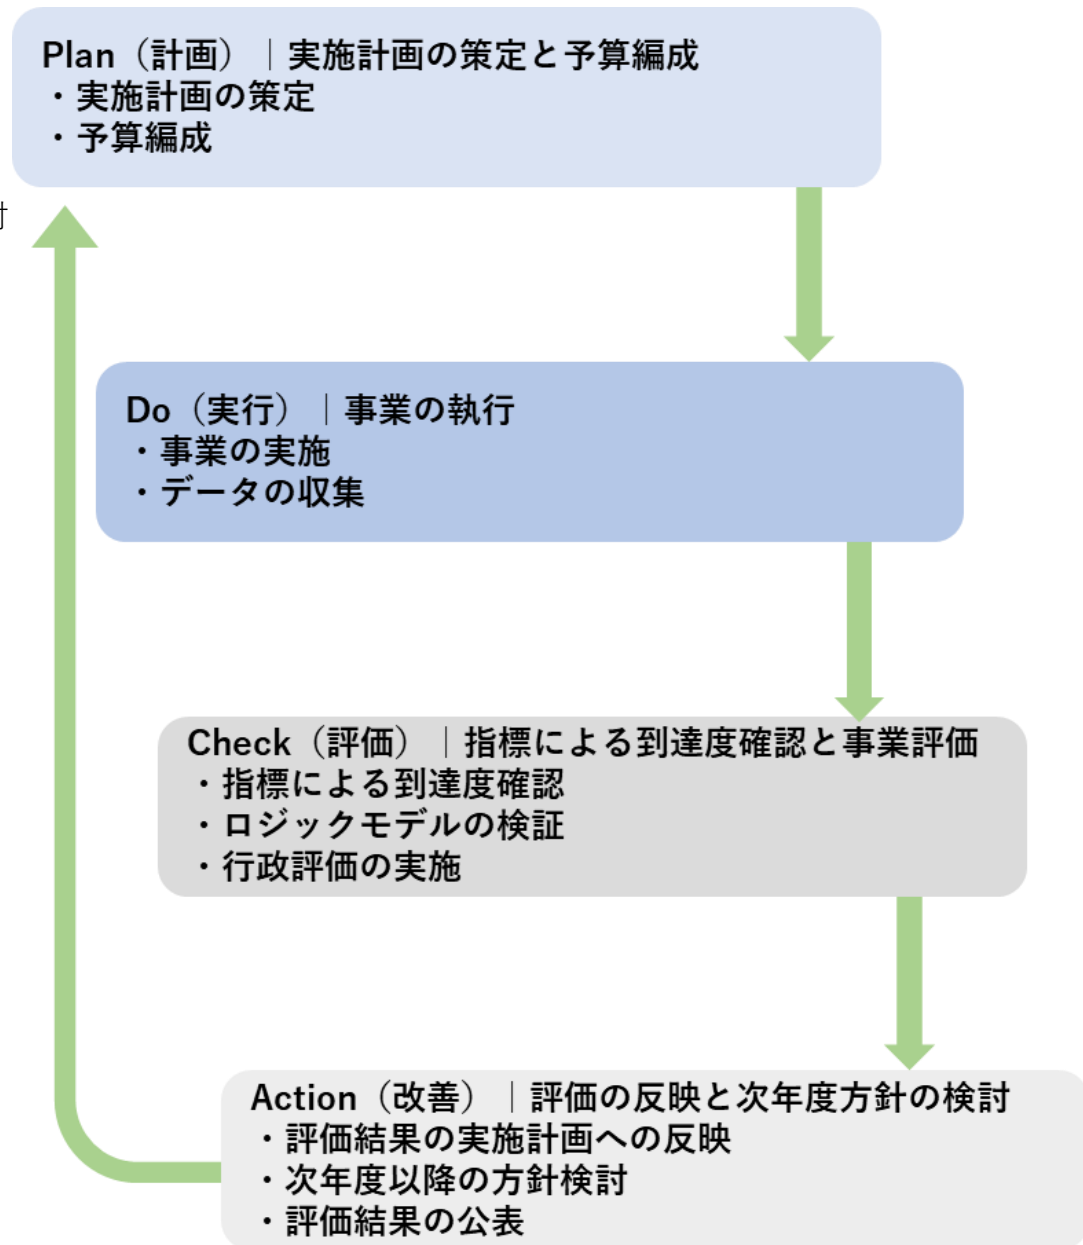 Plan（計画）｜実施計画の策定と予算編成
・実施計画の策定
・予算編成
Do（実行）｜事業の執行
・事業の実施
・データの収集
Check（評価）｜指標による到達度確認と事業評価
・指標による到達度確認
・ロジックモデルの検証
・行政評価の実施
Action（改善）｜評価の反映と次年度方針の検討
・評価結果の実施計画への反映
・次年度以降の方針検討
・評価結果の公表